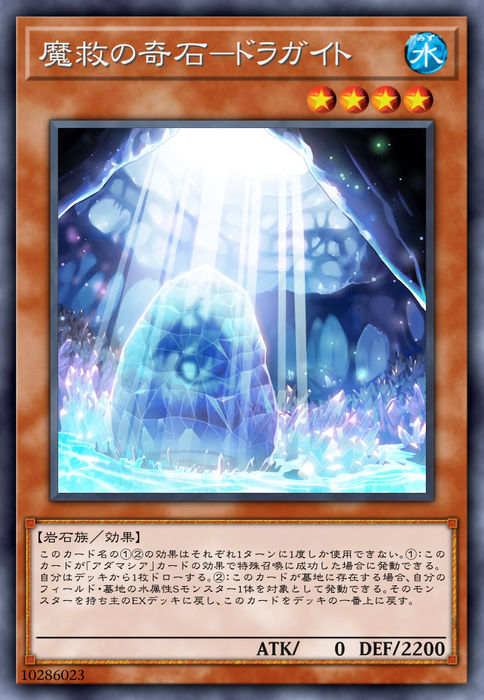 魔救の奇石－ドラガイト
みず
水
【岩石族／効果】
このカード名の①②の効果はそれぞれ1ターンに1度しか使用できない。①：この
カードが「アダマシア」カードの効果で特殊召喚に成功した場合に発動できる。
自分はデッキから1枚ドローする。②：このカードが墓地に存在する場合、自分の
フィールド・墓地の水属性Sモンスター1体を対象として発動できる。そのモン
スターを持ち主のEXデッキに戻し、このカードをデッキの一番上に戻す。
ATK/ 0 DEF/2200
10286023